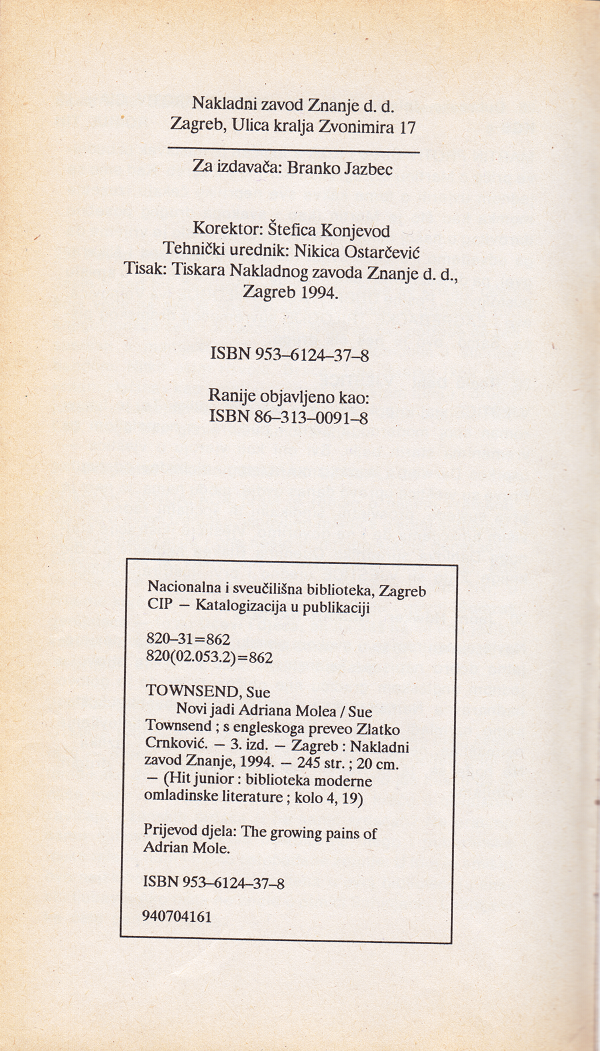 Nakladni zavod Znanje d. d.
Zagreb, Ulica kralja Zvonimira 17
Za izdavača: Branko Jazbec
Korektor: Štefica Konjevod
Tehnički urednik: Nikica Ostarčević
Tisak: Tiskara Nakladnog zavoda Znanje d. d.,
Zagreb 1994.
ISBN 953–6124–37–8
Ranije objavljeno kao:
ISBN 86–313–0091–8
Nacionalna i sveučilišna biblioteka, Zagreb
CIP – Katalogizacija u publikaciji
820–31=862
820(02.053.2)=862
TOWNSEND, Sue
Novi jadi Adriana Molea / Sue
Townsend ; s engleskoga preveo Zlatko
Crnković. – 3. izd. – Zagreb : Nakladni
zavod Znanje, 1994. – 245 str. ; 20 cm.
– (Hit junior : biblioteka moderne
omladinske literature ; kolo 4, 19)
Prijevod djela: The growing pains of
Adrian Mole.
ISBN 953–6124–37–8
940704161